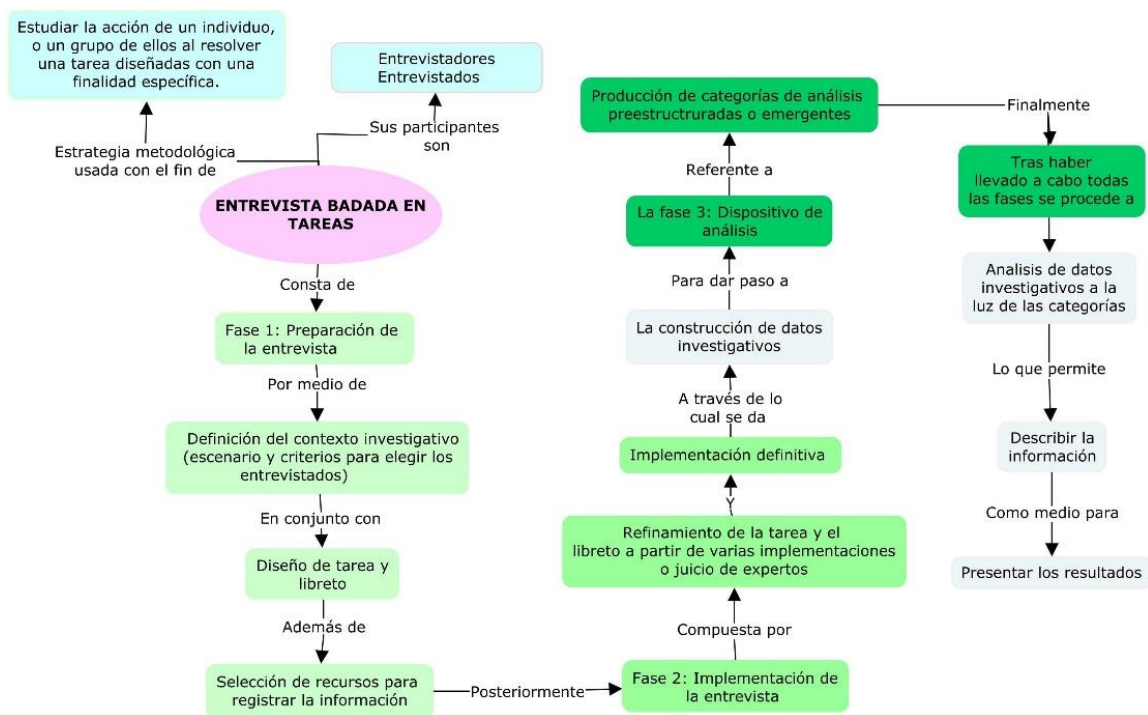 Estudiar la acción de un individuo,
o un grupo de ellos al resolver
una tarea diseñadas con una
finalidad específica.
Entrevistadores
Entrevistados
Estrategia metodológica
usada con el fin de
Sus participantes
son
ENTREVISTA BADADA EN
TAREAS
Consta de
Fase 1: Preparación de
la entrevista
Por medio de
Definición del contexto investigativo
(escenario y criterios para elegir los
entrevistados)
En conjunto con
Diseño de tarea y
libreto
Además de
Selección de recursos para
registrar la información
Posteriormente
Fase 2: Implementación de
la entrevista
Compuesta por
Refinamiento de la tarea y el
libreto a partir de varias implementaciones
o juicio de expertos
Y
Implementación definitiva
A través de lo
cual se da
La construcción de datos
investigativos
Para dar paso a
La fase 3: Dispositivo de
análisis
Referente a
Producción de categorías de análisis
preestructruradas o emergentes
Finalmente
Tras haber
llevado a cabo todas
las fases se procede a
Analisis de datos
investigativos a la
luz de las categorías
Lo que permite
Describir la
información
Como medio para
Presentar los resultados